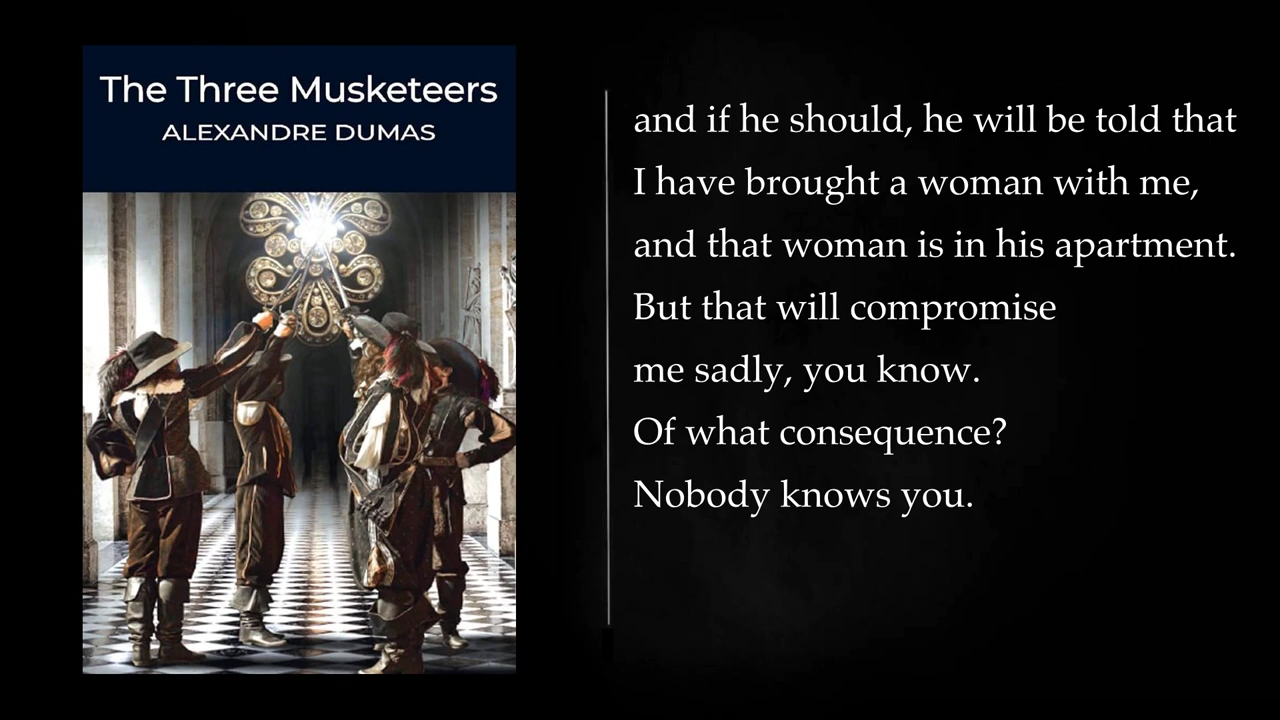 The Three Musketeers
ALEXANDRE DUMAS
and if he should, he will be told that
I have brought a woman with me,
and that woman is in his apartment.
But that will compromise
me sadly, you know.
Of what consequence?
Nobody knows you.